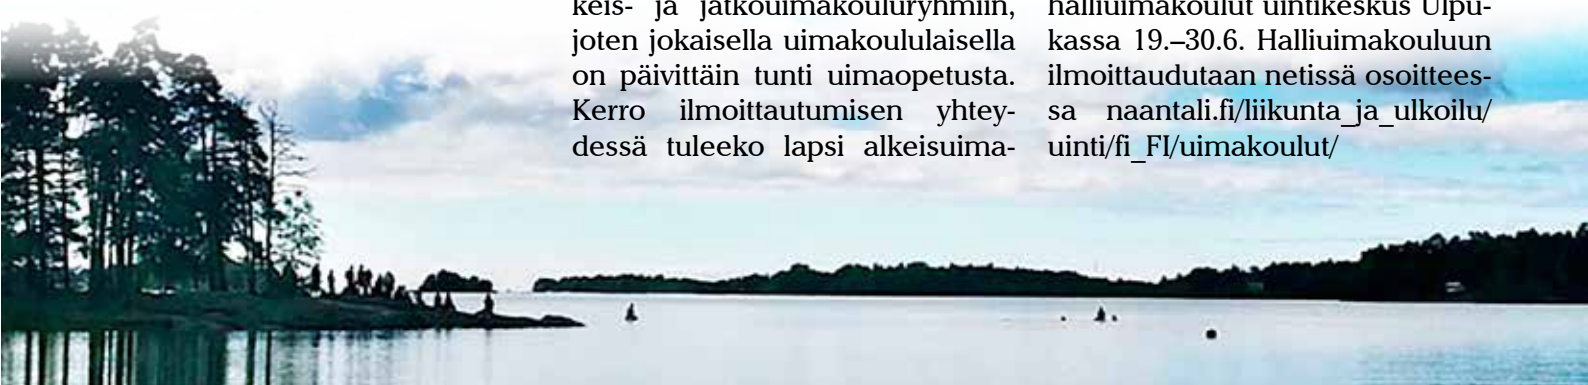 keis- ja jatkouimakouluryhmiin,
joten jokaisella uimakoululaisella
on päivittäin tunti uimaopetusta.
Kerro ilmoittautumisen yhtey-
dessä tuleeko lapsi alkeisuima-
halliuimakoulut uintikeskus Ulpu-
kassa 19.–30.6. Halliuimakouluun
ilmoittaudutaan netissä osoittees-
sa naantali.fi/liikunta_ja_ulkoilu/
uinti/fi_FI/uimakoulut/